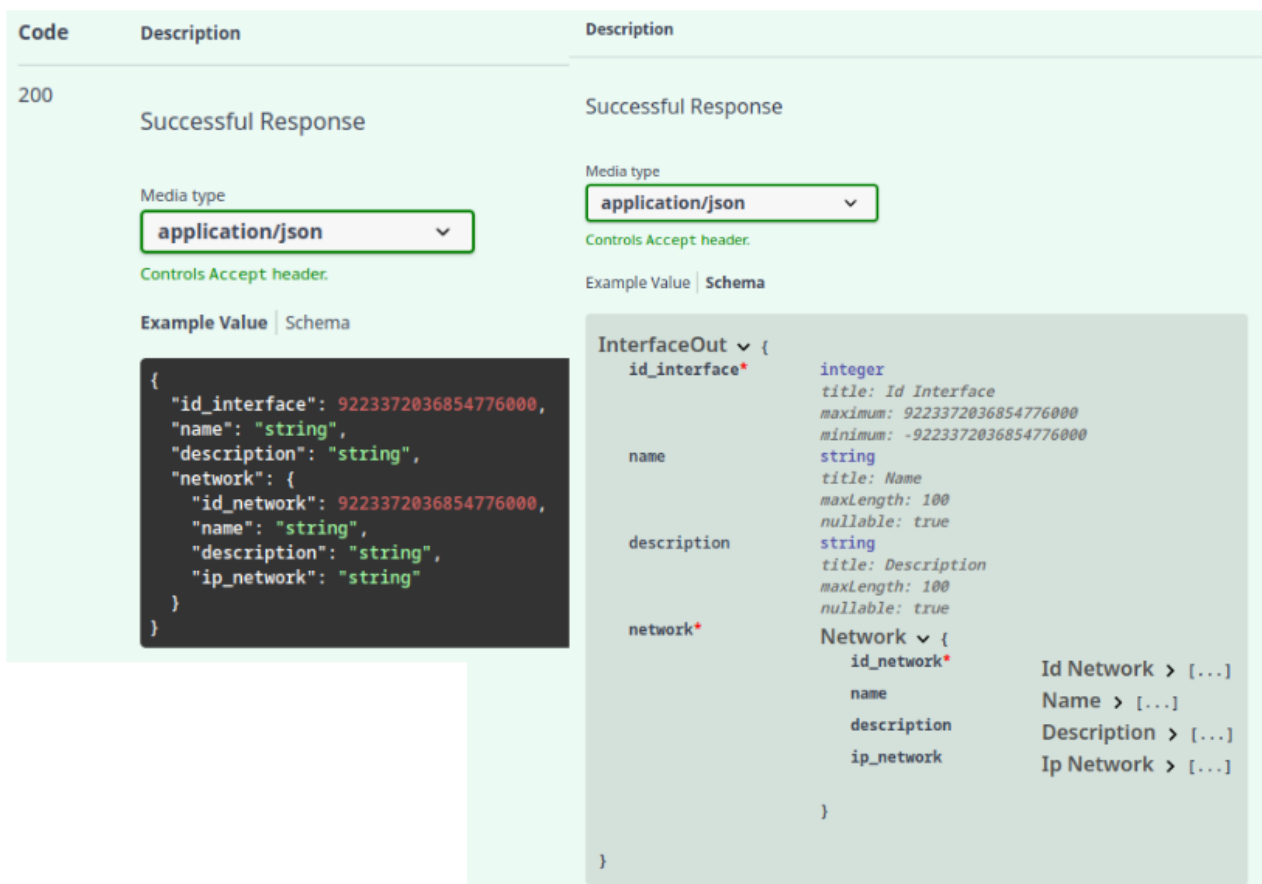 Code Description
200
Successful Response
Media type
application/json
Controls Accept header.
Example Value Schema
{
"id_interface": 9223372036854776000,
"name": "string",
"description": "string",
"network": {
"id_network": 9223372036854776000,
"name": "string",
"description": "string",
"ip_network": "string"
}
}
Description
Successful Response
Media type
application/json
Controls Accept header.
Example Value Schema
InterfaceOut {
id_interface* integer
title: Id Interface
maximum: 9223372036854776000
minimum: -9223372036854776000
name string
title: Name
maxLength: 100
nullable: true
description string
title: Description
maxLength: 100
nullable: true
network* Network {
id_network* Id Network > [...]
name Name > [...]
description Description > [...]
ip_network Ip Network > [...]
}
}